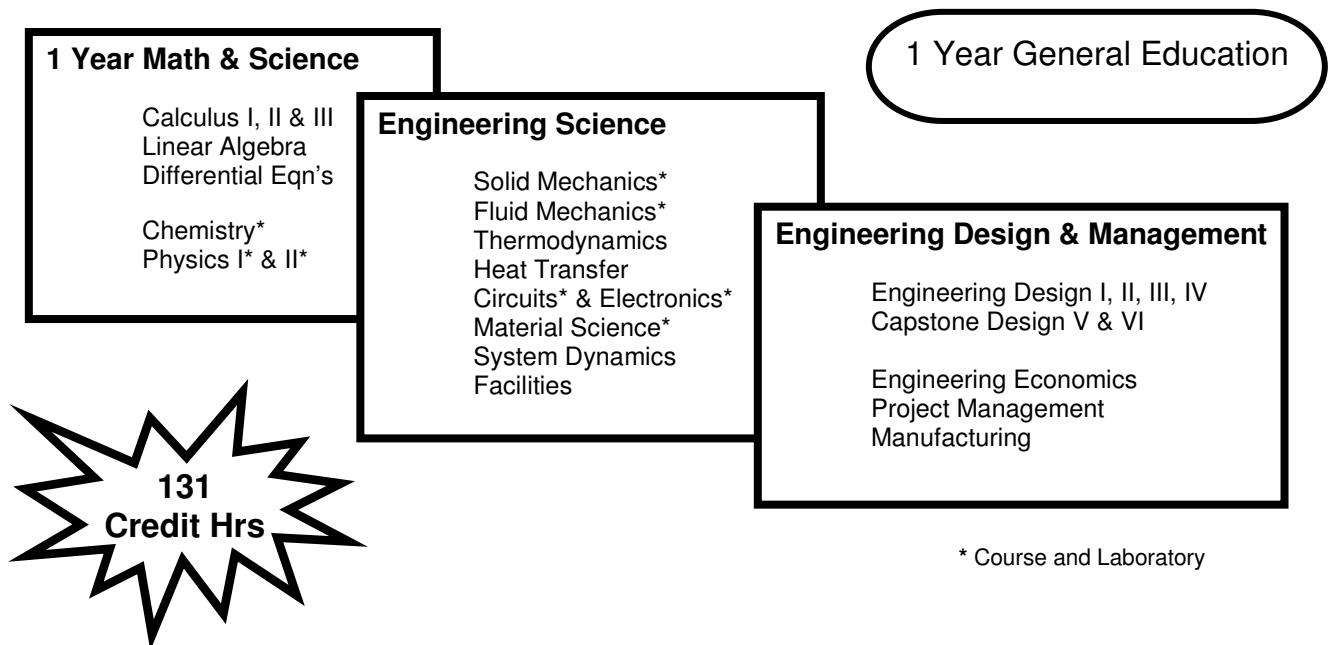 1 Year Math & Science
Calculus I, II & III
Linear Algebra
Differential Eqn's
Chemistry*
Physics I* & II*
1 Year General Education
Engineering Science
Solid Mechanics*
Fluid Mechanics*
Thermodynamics
Heat Transfer
Circuits* & Electronics*
Material Science*
System Dynamics
Facilities
Engineering Design & Management
Engineering Design I, II, III, IV
Capstone Design V & VI
Engineering Economics
Project Management
Manufacturing
131
Credit Hrs
* Course and Laboratory